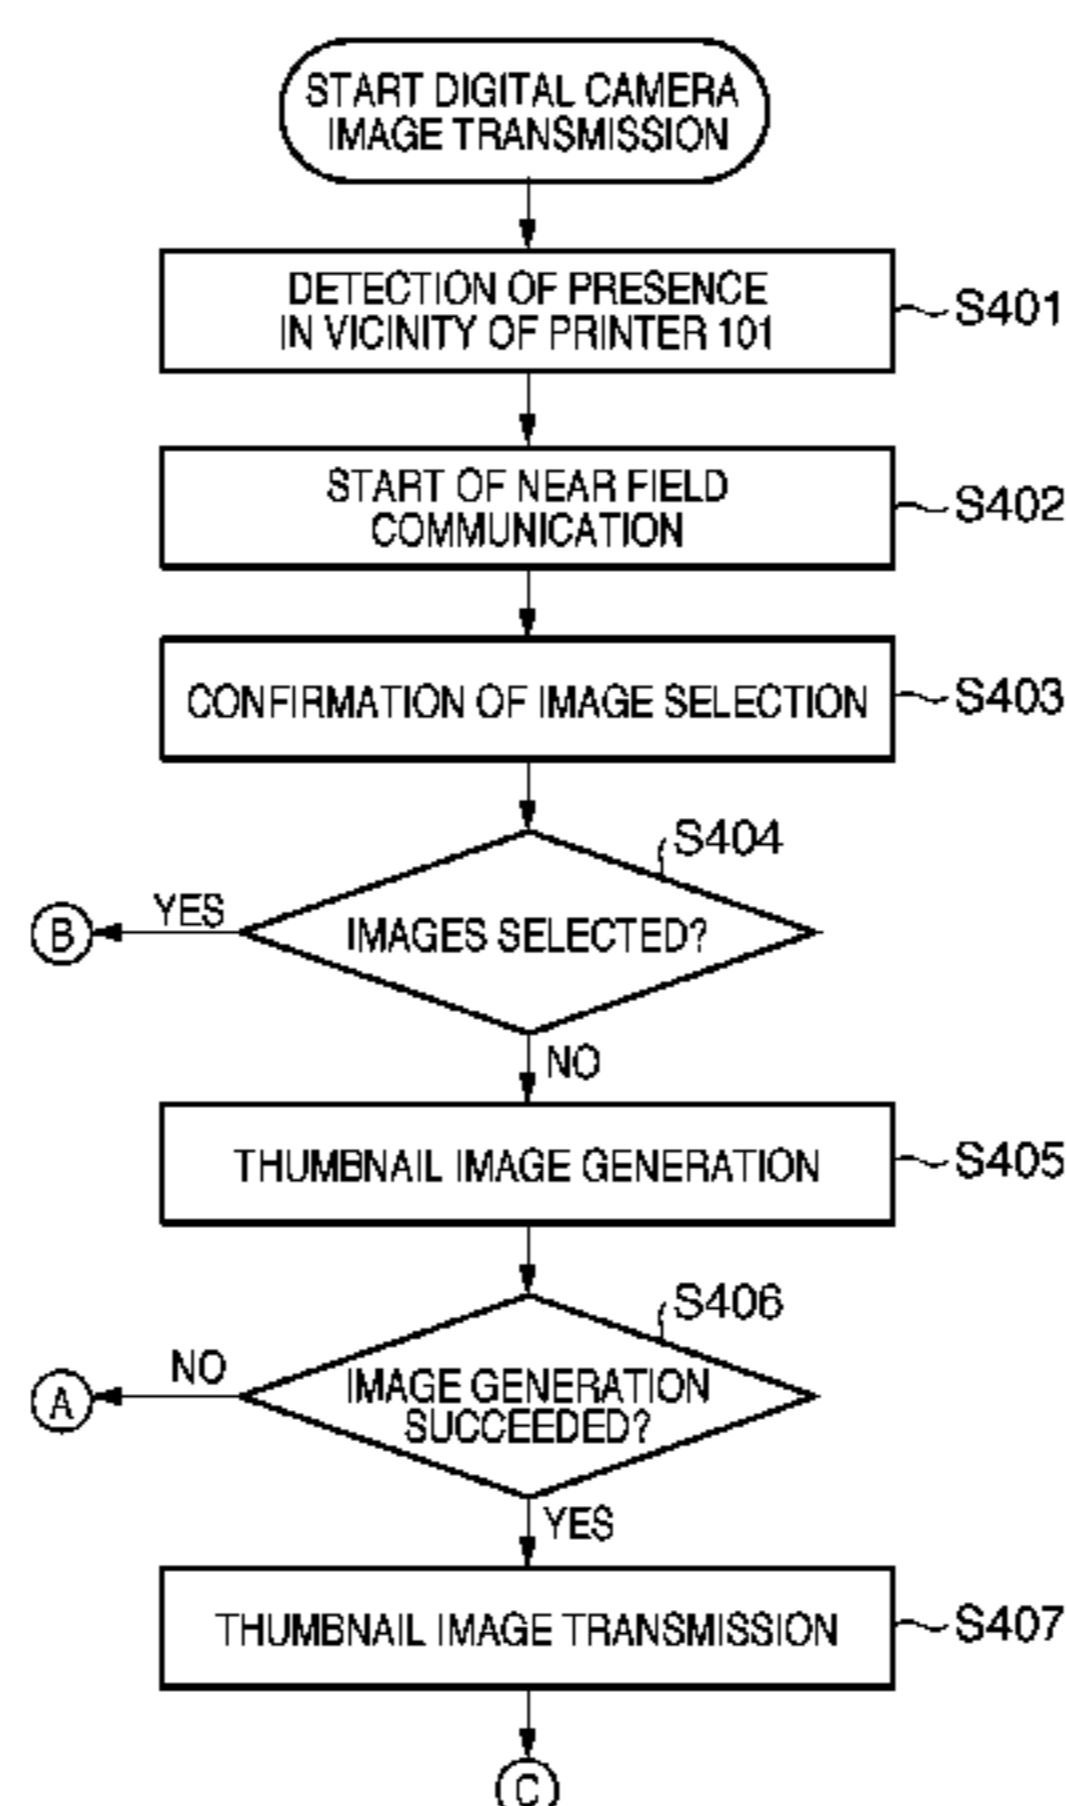 START DIGITAL CAMERA
IMAGE TRANSMISSION
DETECTION OF PRESENCE
IN VICINITY OF PRINTER 101
S401
START OF NEAR FIELD
COMMUNICATION
S402
CONFIRMATION OF IMAGE SELECTION
S403
S404
IMAGES SELECTED?
YES
B
NO
THUMBNAIL IMAGE GENERATION
S405
S406
IMAGE GENERATION
SUCCEEDED?
NO
A
YES
THUMBNAIL IMAGE TRANSMISSION
S407
C